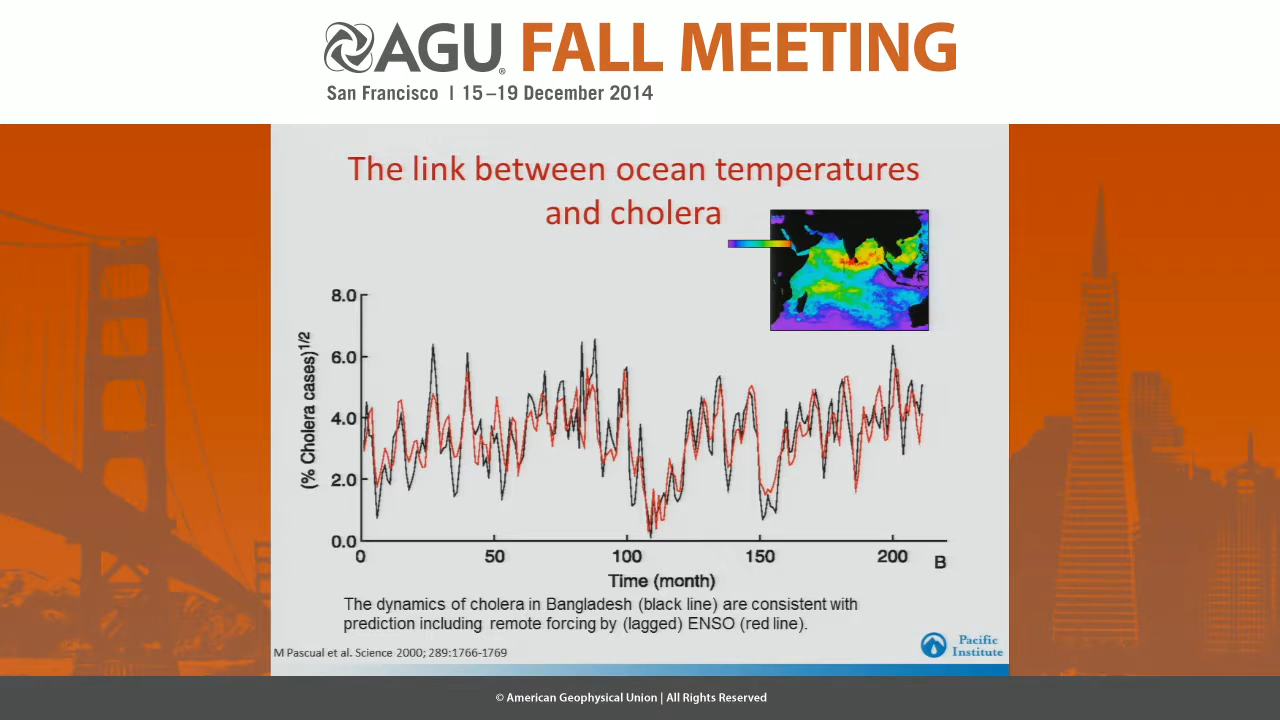 AGU® FALL MEETING
San Francisco | 15–19 December 2014
The link between ocean temperatures
and cholera
8.0
6.0
4.0
2.0
0.0
(% Cholera cases)1/2
0
50
100
150
200
B
Time (month)
The dynamics of cholera in Bangladesh (black line) are consistent with
prediction including remote forcing by (lagged) ENSO (red line).
M Pascual et al. Science 2000; 289:1766-1769
Pacific
Institute
© American Geophysical Union | All Rights Reserved